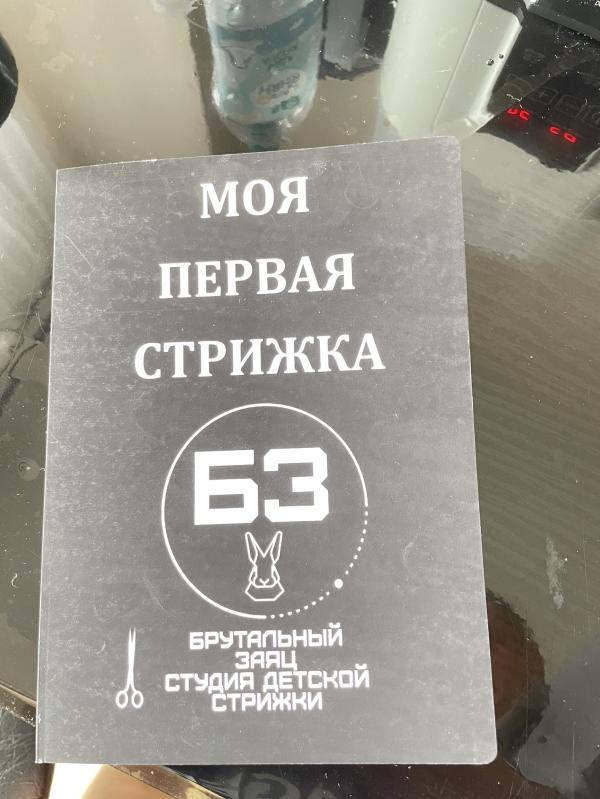 МОЯ
ПЕРВАЯ
СТРИЖКА
БЗ
БРУТАЛЬНЫЙ
ЗАЯЦ
СТУДИЯ ДЕТСКОЙ
СТРИЖКИ